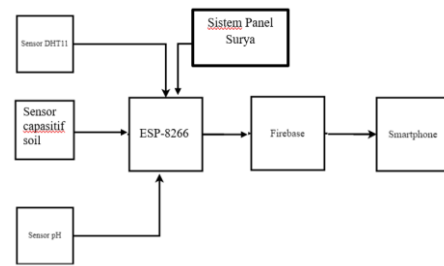 Sensor DHT11
Sistem Panel
Surya
Sensor
capasitif
soil
ESP-8266
Firebase
Smartphone
Sensor pH